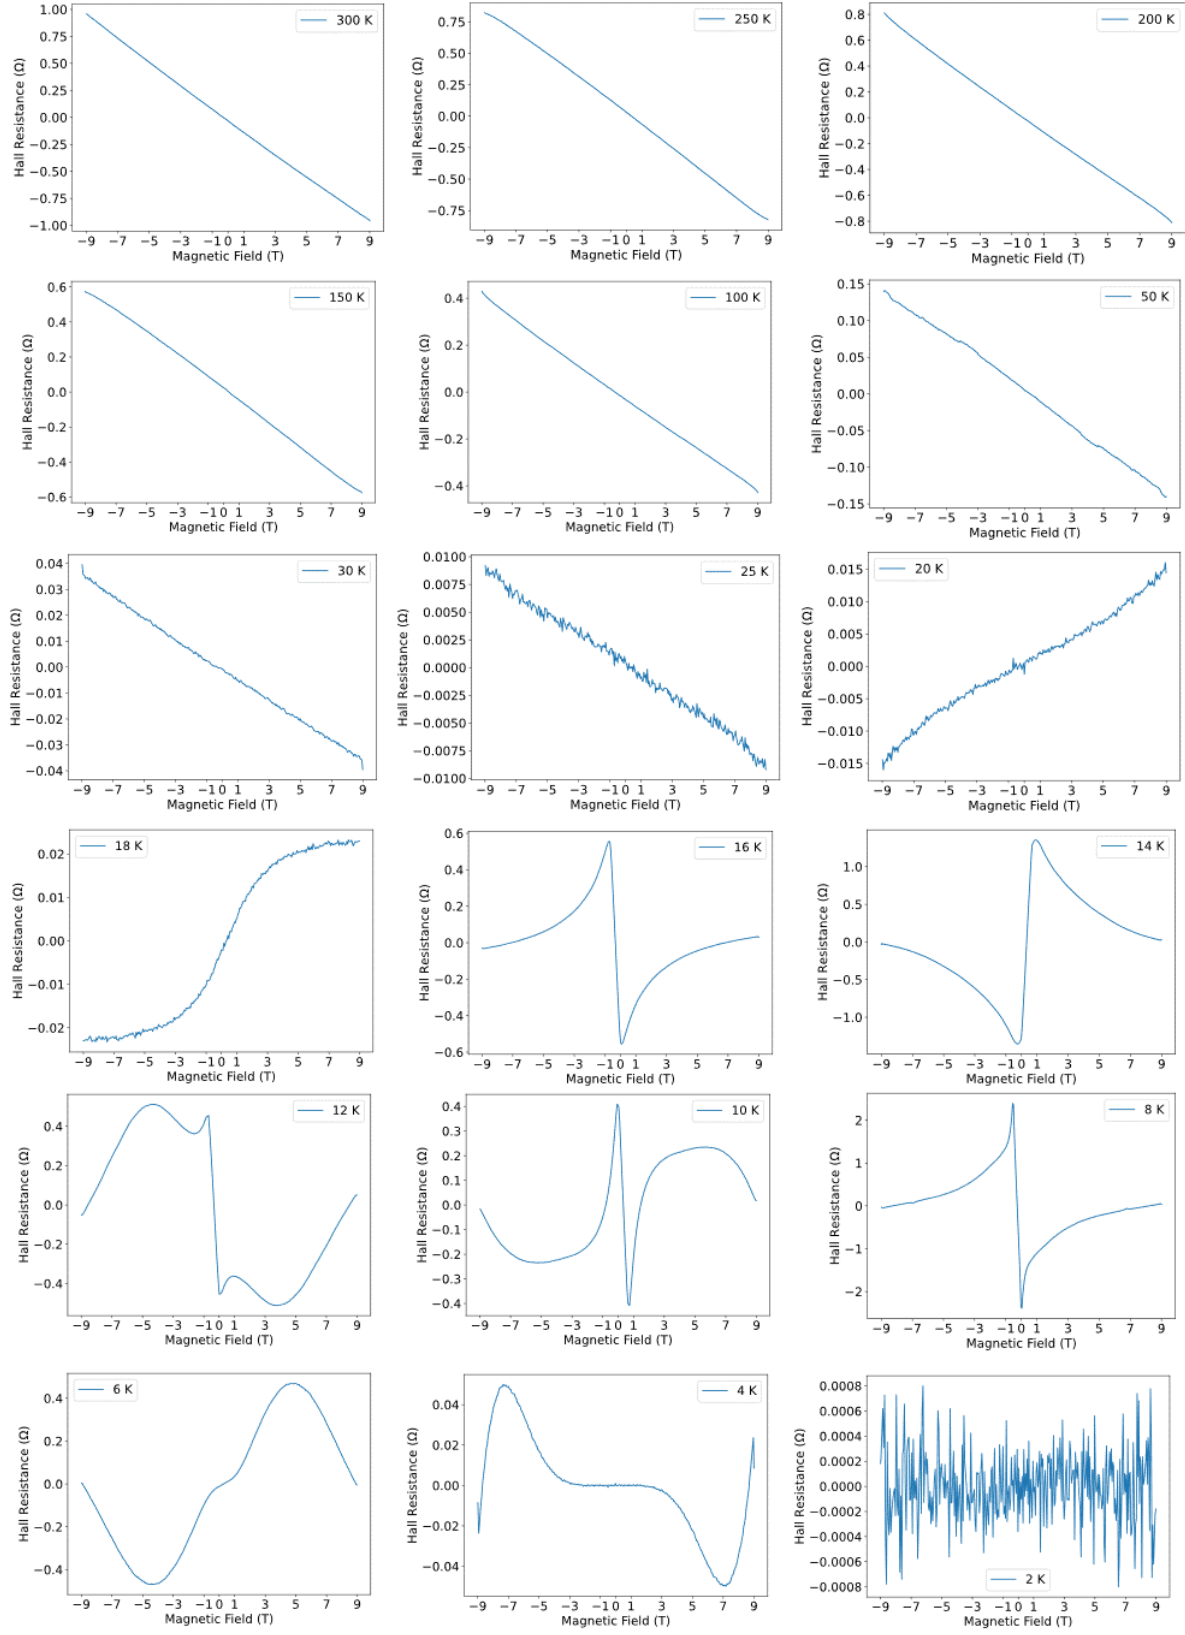 300 K
Hall Resistance (Ω)
1.00
0.75
0.50
0.25
0.00
−0.25
−0.50
−0.75
−1.00
−9 −7 −5 −3 −1 0 1 3 5 7 9
Magnetic Field (T)
250 K
Hall Resistance (Ω)
0.75
0.50
0.25
0.00
−0.25
−0.50
−0.75
−9 −7 −5 −3 −1 0 1 3 5 7 9
Magnetic Field (T)
200 K
Hall Resistance (Ω)
0.8
0.6
0.4
0.2
0.0
−0.2
−0.4
−0.6
−0.8
−9 −7 −5 −3 −1 0 1 3 5 7 9
Magnetic Field (T)
150 K
Hall Resistance (Ω)
0.6
0.4
0.2
0.0
−0.2
−0.4
−0.6
−9 −7 −5 −3 −1 0 1 3 5 7 9
Magnetic Field (T)
100 K
Hall Resistance (Ω)
0.4
0.2
0.0
−0.2
−0.4
−9 −7 −5 −3 −1 0 1 3 5 7 9
Magnetic Field (T)
50 K
Hall Resistance (Ω)
0.15
0.10
0.05
0.00
−0.05
−0.10
−0.15
−9 −7 −5 −3 −1 0 1 3 5 7 9
Magnetic Field (T)
30 K
Hall Resistance (Ω)
0.04
0.03
0.02
0.01
0.00
−0.01
−0.02
−0.03
−0.04
−9 −7 −5 −3 −1 0 1 3 5 7 9
Magnetic Field (T)
25 K
Hall Resistance (Ω)
0.0100
0.0075
0.0050
0.0025
0.0000
−0.0025
−0.0050
−0.0075
−0.0100
−9 −7 −5 −3 −1 0 1 3 5 7 9
Magnetic Field (T)
20 K
Hall Resistance (Ω)
0.015
0.010
0.005
0.000
−0.005
−0.010
−0.015
−9 −7 −5 −3 −1 0 1 3 5 7 9
Magnetic Field (T)
18 K
Hall Resistance (Ω)
0.02
0.01
0.00
−0.01
−0.02
−9 −7 −5 −3 −1 0 1 3 5 7 9
Magnetic Field (T)
16 K
Hall Resistance (Ω)
0.6
0.4
0.2
0.0
−0.2
−0.4
−0.6
−9 −7 −5 −3 −1 0 1 3 5 7 9
Magnetic Field (T)
14 K
Hall Resistance (Ω)
1.0
0.5
0.0
−0.5
−1.0
−9 −7 −5 −3 −1 0 1 3 5 7 9
Magnetic Field (T)
12 K
Hall Resistance (Ω)
0.4
0.2
0.0
−0.2
−0.4
−9 −7 −5 −3 −1 0 1 3 5 7 9
Magnetic Field (T)
10 K
Hall Resistance (Ω)
0.4
0.3
0.2
0.1
0.0
−0.1
−0.2
−0.3
−0.4
−9 −7 −5 −3 −1 0 1 3 5 7 9
Magnetic Field (T)
8 K
Hall Resistance (Ω)
2
1
0
−1
−2
−9 −7 −5 −3 −1 0 1 3 5 7 9
Magnetic Field (T)
6 K
Hall Resistance (Ω)
0.4
0.2
0.0
−0.2
−0.4
−9 −7 −5 −3 −1 0 1 3 5 7 9
Magnetic Field (T)
4 K
Hall Resistance (Ω)
0.04
0.02
0.00
−0.02
−0.04
−9 −7 −5 −3 −1 0 1 3 5 7 9
Magnetic Field (T)
Hall Resistance (Ω)
0.0008
0.0006
0.0004
0.0002
0.0000
−0.0002
−0.0004
−0.0006
−0.0008
2 K
−9 −7 −5 −3 −1 0 1 3 5 7 9
Magnetic Field (T)